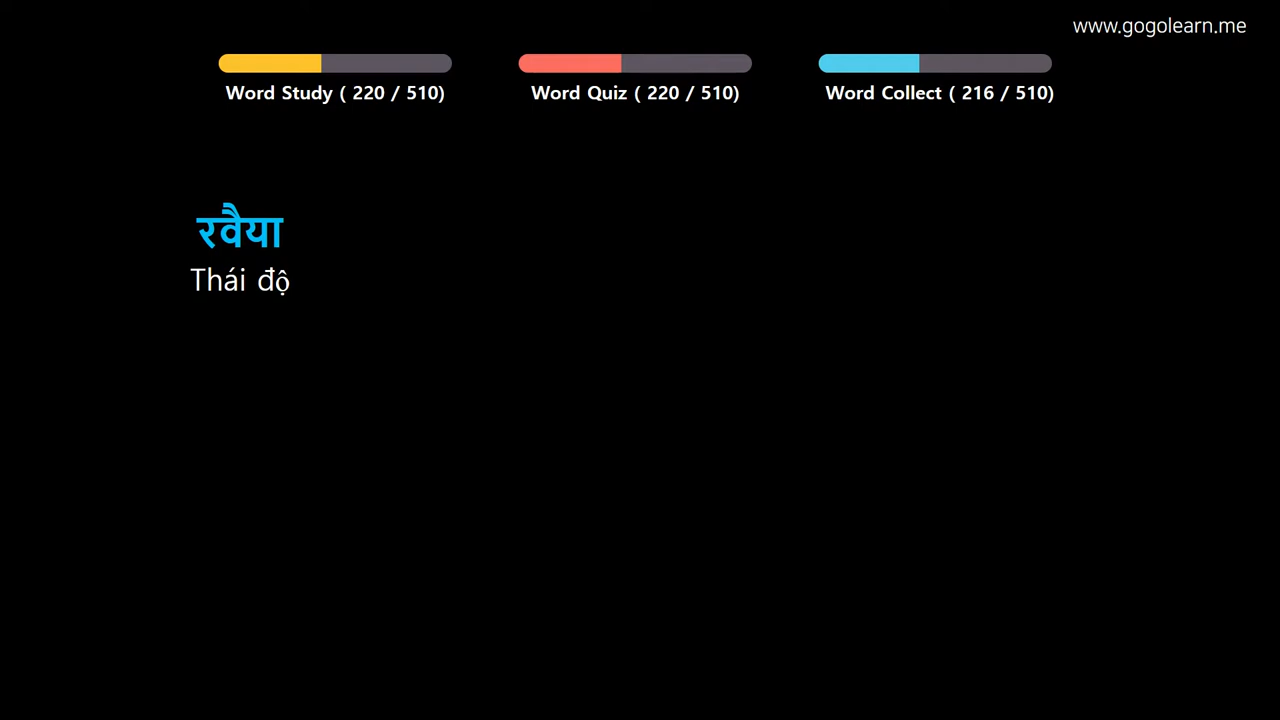 www.gogolearn.me
Word Study ( 220 / 510)
Word Quiz ( 220 / 510)
Word Collect ( 216 / 510)
रवैया
Thái độ